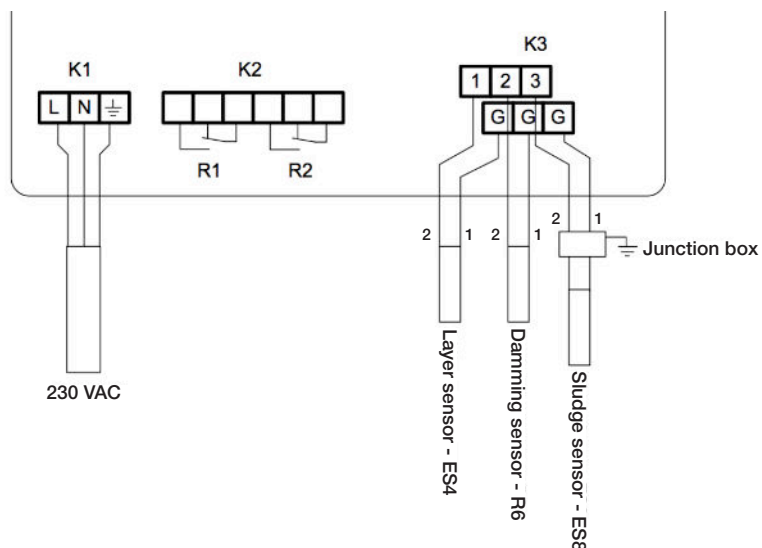 K1
K2
K3
L N
1 2 3
G G G
R1
R2
2 1 2 1 2 1
Junction box
230 VAC
Layer sensor - ES4
Damming sensor - R6
Sludge sensor - ES8